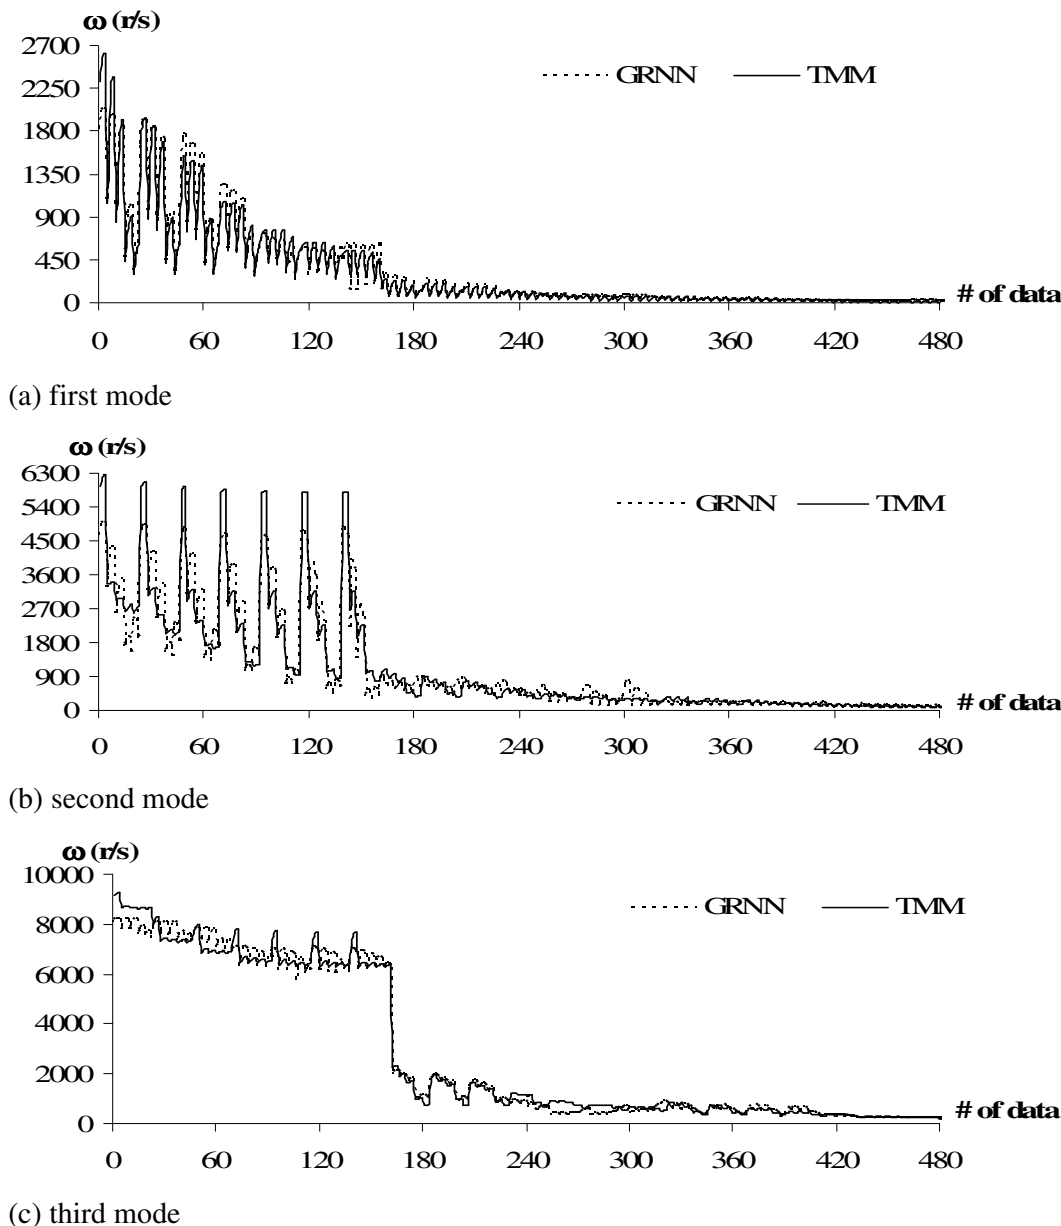 ω (r/s)
2700
GRNN TMM
2250
1800
1350
900
450
0
# of data
0 60 120 180 240 300 360 420 480
(a) first mode
ω (r/s)
6300
5400
GRNN TMM
4500
3600
2700
1800
900
0
# of data
0 60 120 180 240 300 360 420 480
(b) second mode
ω (r/s)
10000
GRNN TMM
8000
6000
4000
2000
0
# of data
0 60 120 180 240 300 360 420 480
(c) third mode